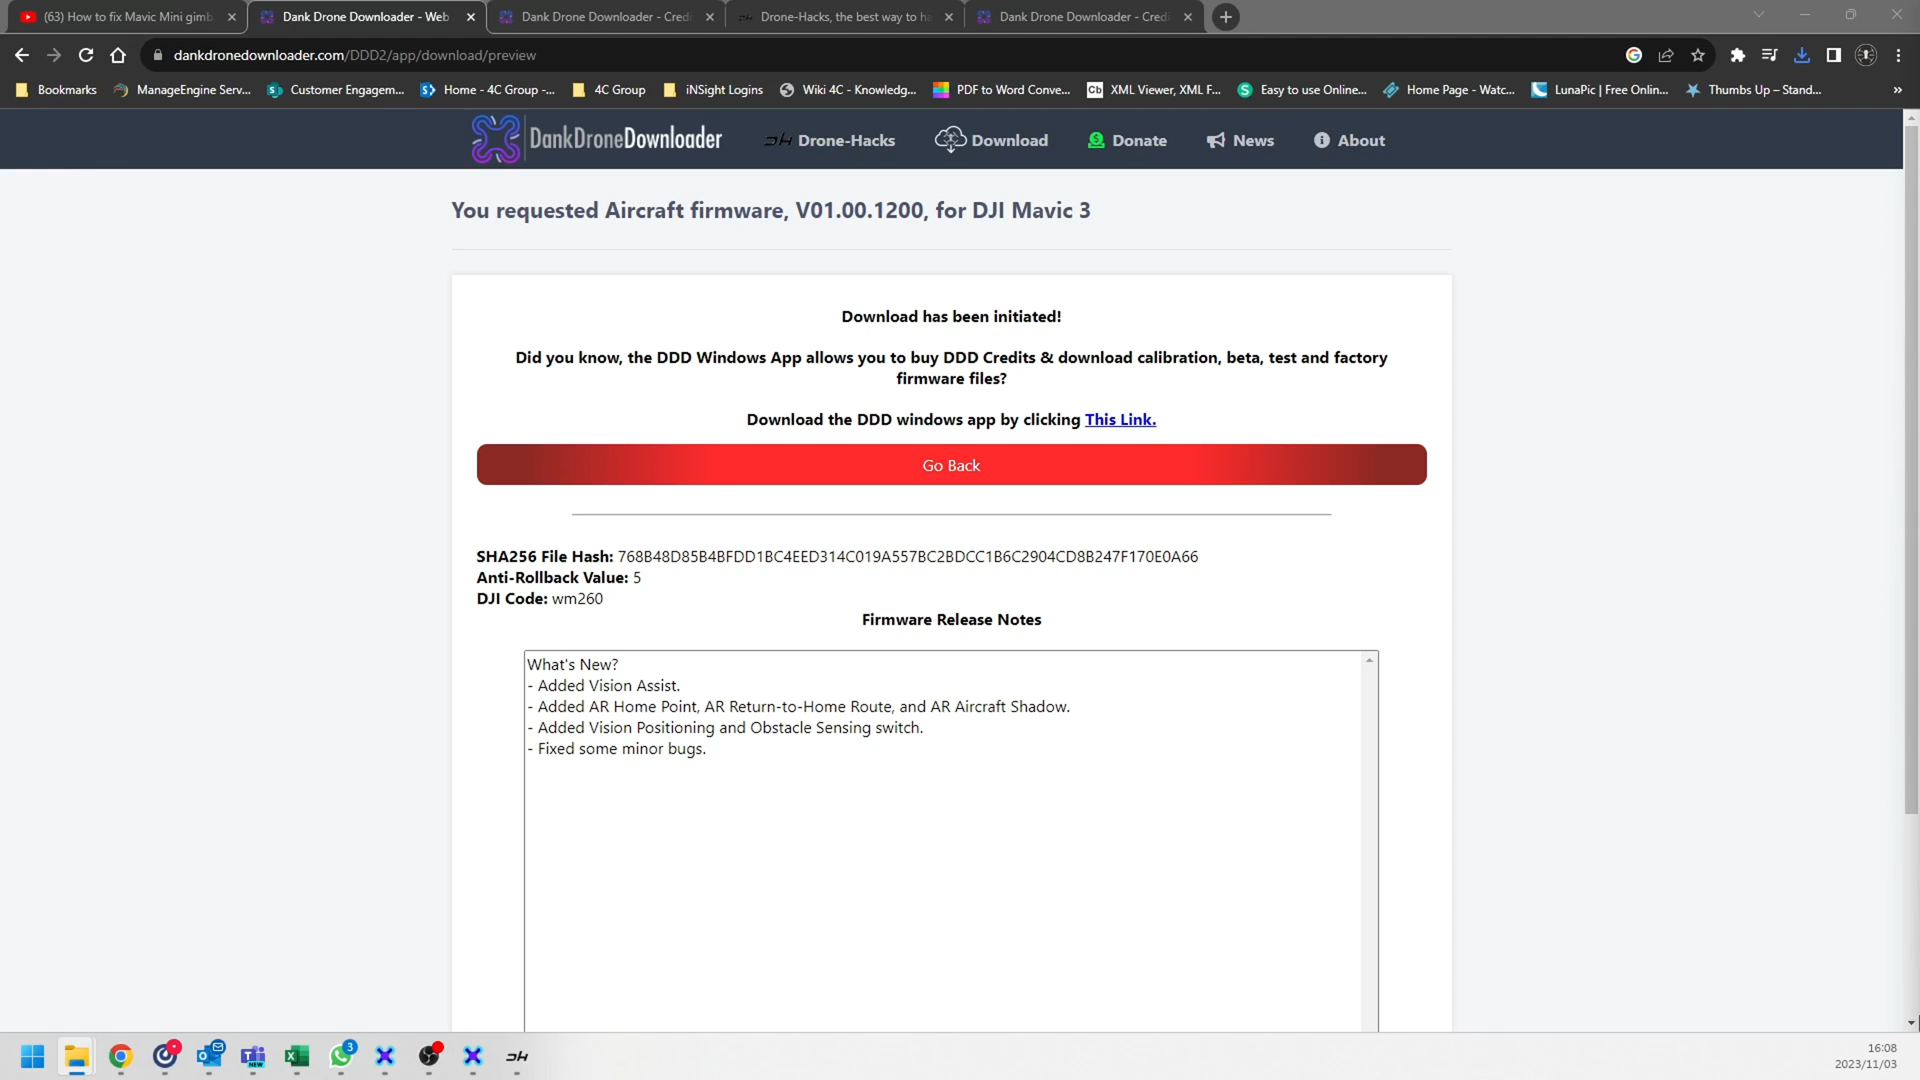 (63) How to fix Mavic Mini gimb
Dank Drone Downloader - Web
Dank Drone Downloader - Credi
Drone-Hacks, the best way to ha
Dank Drone Downloader - Credi
dankdronedownloader.com/DDD2/app/download/preview
Bookmarks
ManageEngine Serv...
Customer Engagem...
Home - 4C Group -...
4C Group
iNSight Logins
Wiki 4C - Knowledg...
PDF to Word Conve...
XML Viewer, XML F...
Easy to use Online...
Home Page - Watc...
LunaPic | Free Onlin...
Thumbs Up – Stand...
DankDroneDownloader
Drone-Hacks
Download
Donate
News
About
You requested Aircraft firmware, V01.00.1200, for DJI Mavic 3
Download has been initiated!
Did you know, the DDD Windows App allows you to buy DDD Credits & download calibration, beta, test and factory
firmware files?
Download the DDD windows app by clicking This Link.
Go Back
SHA256 File Hash: 768B48D85B4BFDD1BC4EED314C019A557BC2BDCC1B6C2904CD8B247F170E0A66
Anti-Rollback Value: 5
DJI Code: wm260
Firmware Release Notes
What's New?
- Added Vision Assist.
- Added AR Home Point, AR Return-to-Home Route, and AR Aircraft Shadow.
- Added Vision Positioning and Obstacle Sensing switch.
- Fixed some minor bugs.
3
NEW
16:08
2023/11/03